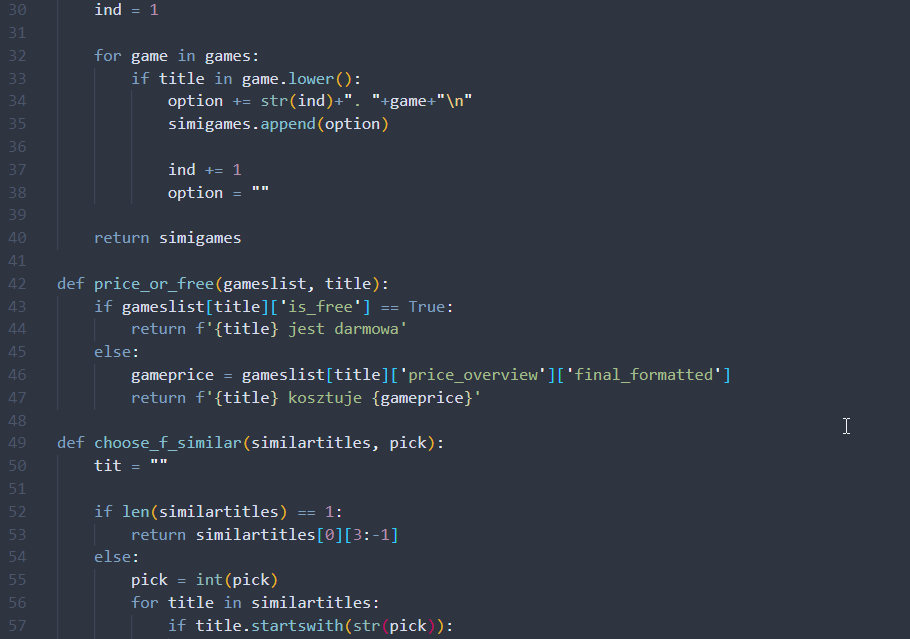 30 ind = 1
31
32 for game in games:
33 if title in game.lower():
34 option += str(ind)+". "+game+"\n"
35 simigames.append(option)
36
37 ind += 1
38 option = ""
39
40 return simigames
41
42 def price_or_free(gameslist, title):
43 if gameslist[title]['is_free'] == True:
44 return f'{title} jest darmowa'
45 else:
46 gameprice = gameslist[title]['price_overview']['final_formatted']
47 return f'{title} kosztuje {gameprice}'
48
49 def choose_f_similar(similartitles, pick):
50 tit = ""
51
52 if len(similartitles) == 1:
53 return similartitles[0][3:-1]
54 else:
55 pick = int(pick)
56 for title in similartitles:
57 if title.startswith(str(pick)):